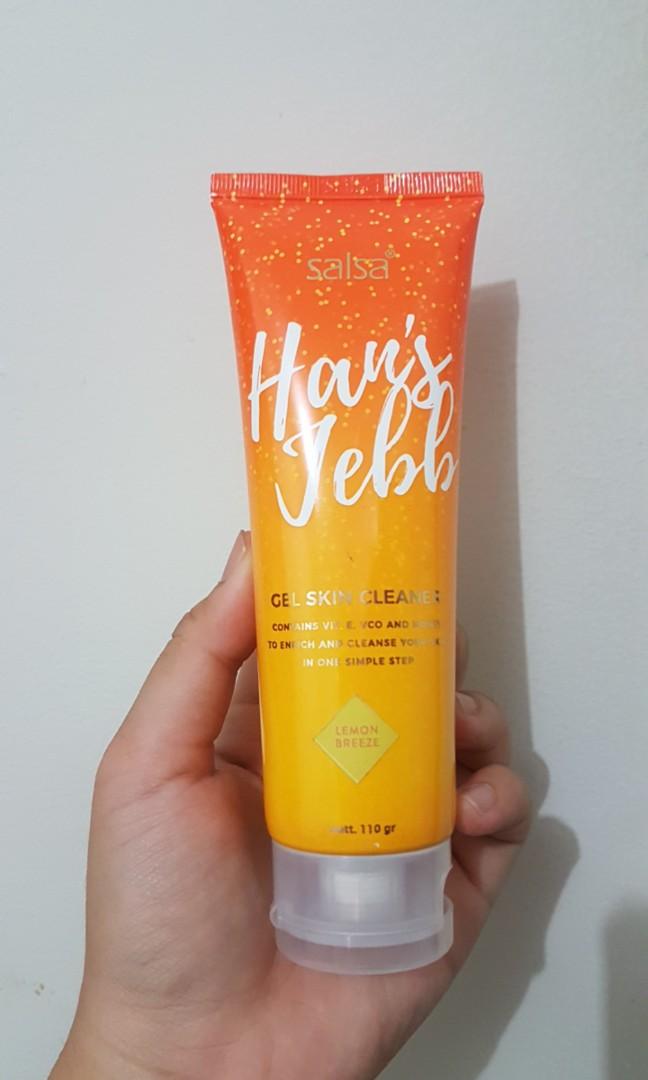 salsa®
Han's
Jebb
GEL SKIN CLEANER
CONTAINS VIT. E, VCO AND
TO ENRICH AND CLEANSE
IN ONE SIMPLE STEP
LEMON
BREEZE
nett. 110 gr